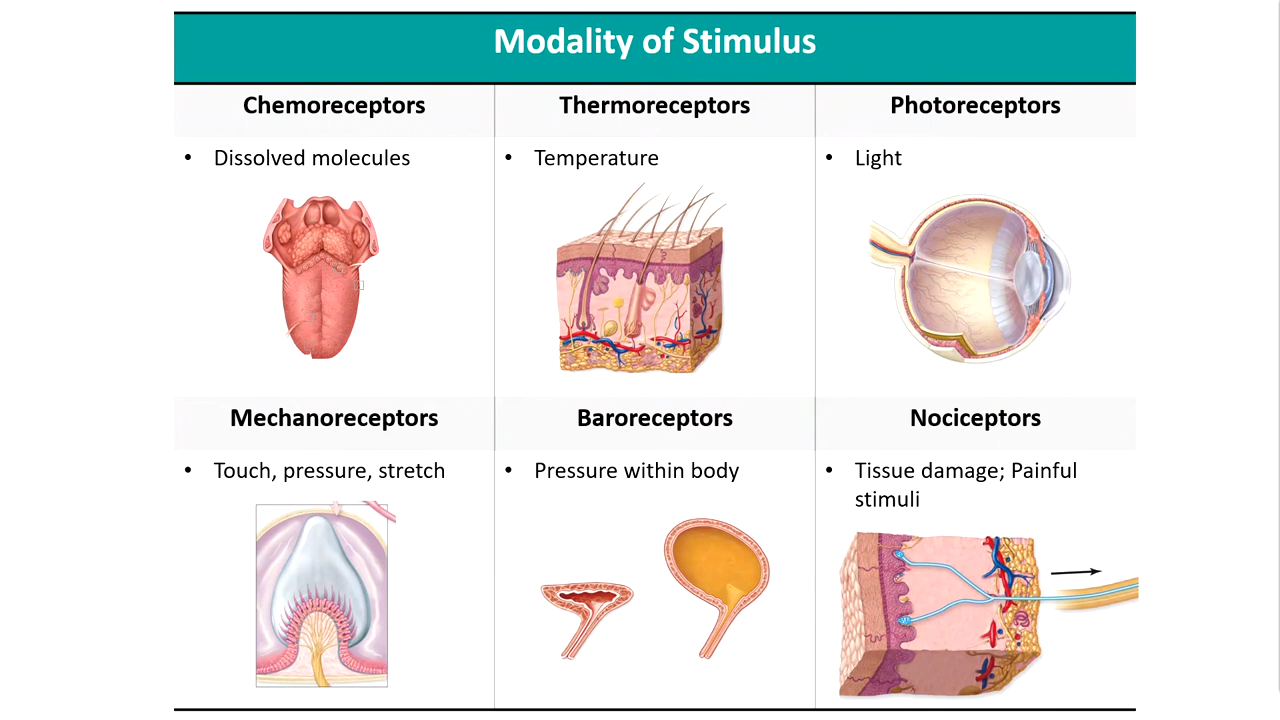 Modality of Stimulus
Chemoreceptors
Thermoreceptors
Photoreceptors
• Dissolved molecules
• Temperature
• Light
Mechanoreceptors
Baroreceptors
Nociceptors
• Touch, pressure, stretch
• Pressure within body
• Tissue damage; Painful
stimuli